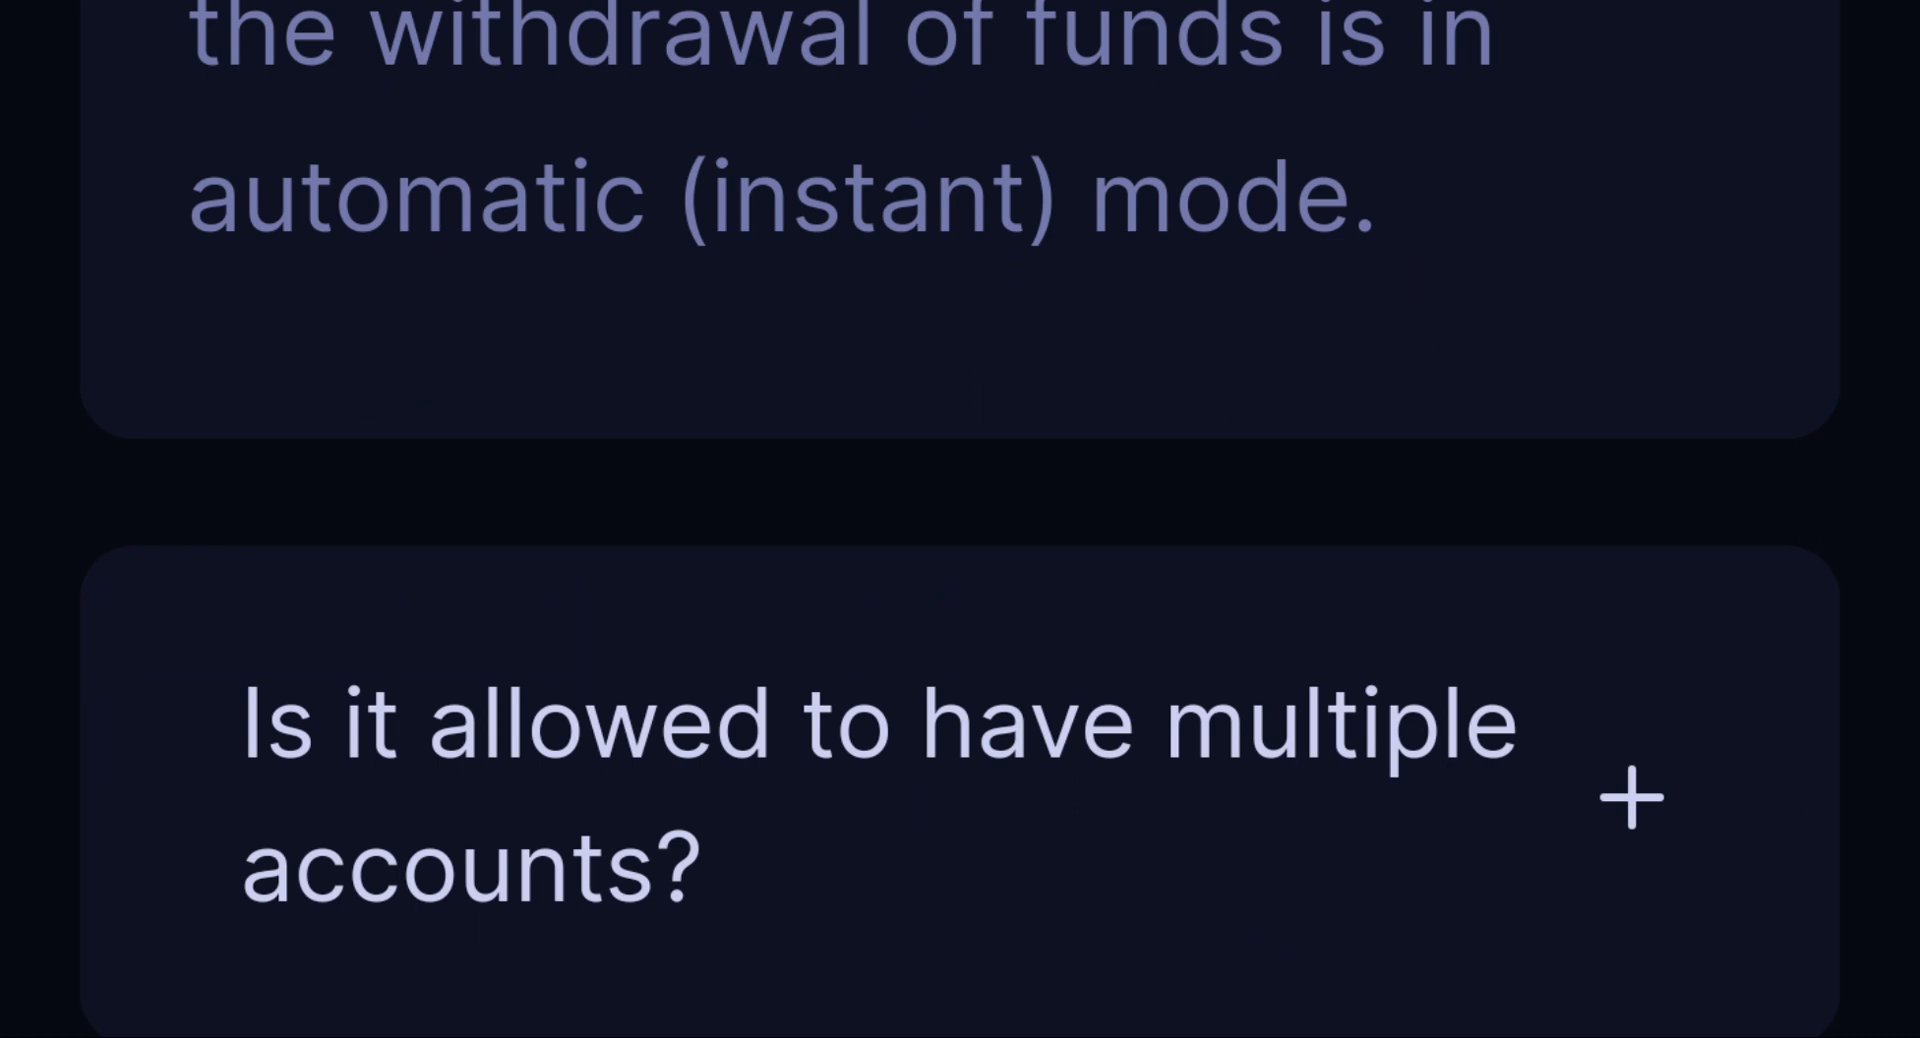 the withdrawal of funds is in
automatic (instant) mode.
Is it allowed to have multiple
accounts?